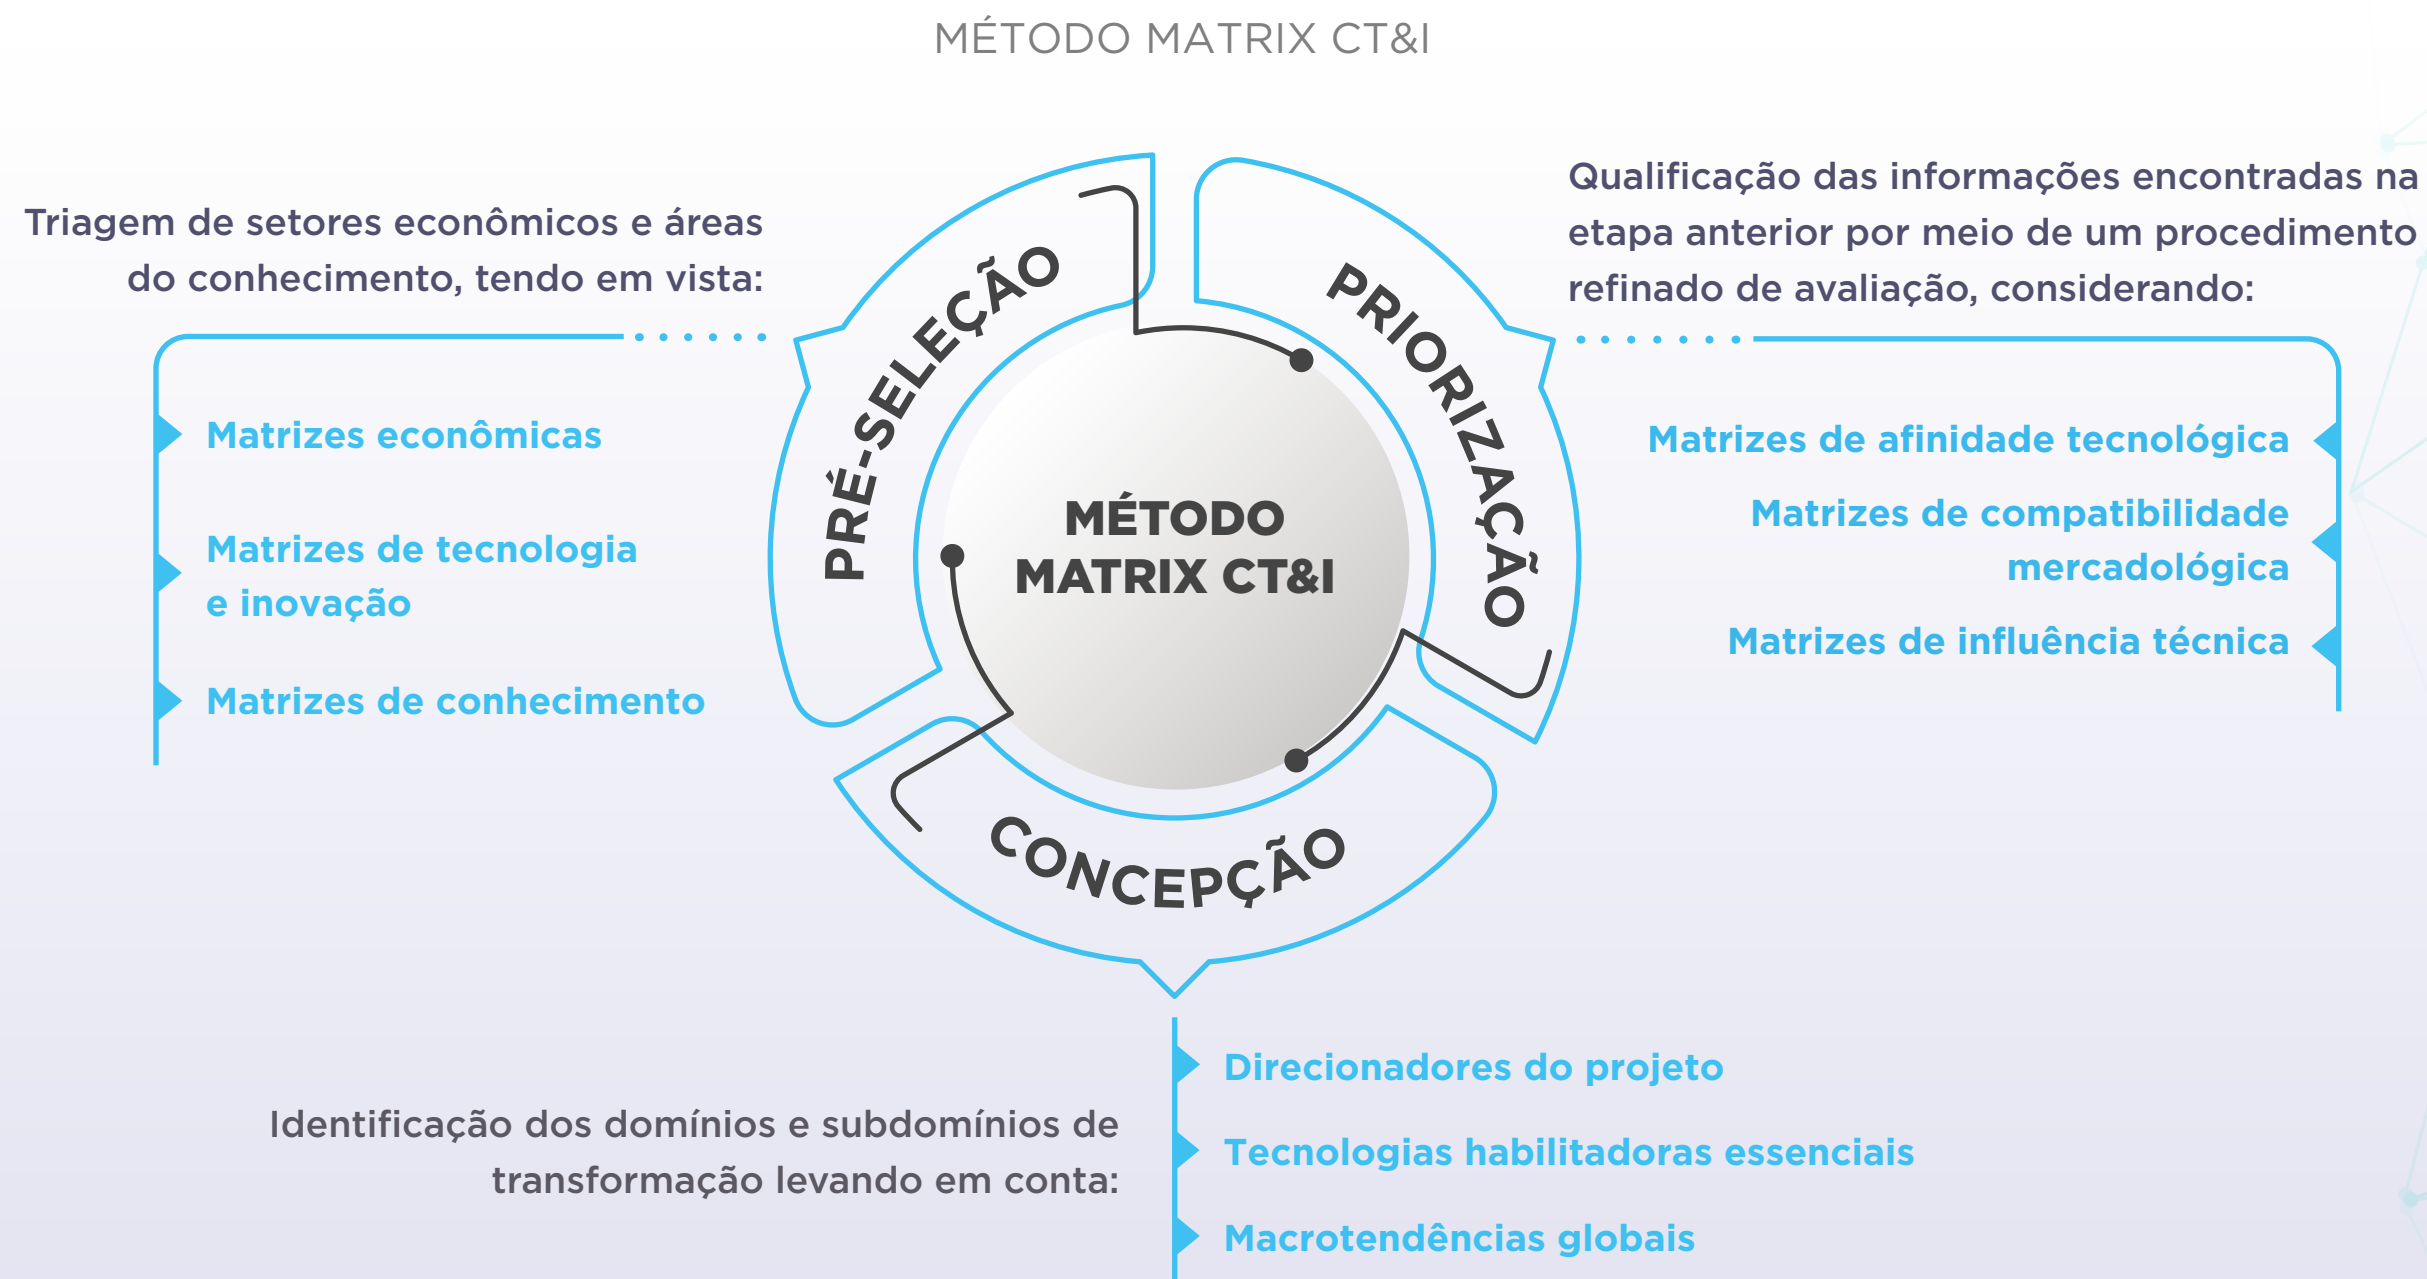 MÉTODO MATRIX CT&I
Triagem de setores econômicos e áreas
do conhecimento, tendo em vista:
Matrizes econômicas
Matrizes de tecnologia
e inovação
Matrizes de conhecimento
PRÉ-SELEÇÃO
PRIORIZAÇÃO
CONCEPÇÃO
MÉTODO
MATRIX CT&I
Qualificação das informações encontradas na
etapa anterior por meio de um procedimento
refinado de avaliação, considerando:
Matrizes de afinidade tecnológica
Matrizes de compatibilidade
mercadológica
Matrizes de influência técnica
Identificação dos domínios e subdomínios de
transformação levando em conta:
Direcionadores do projeto
Tecnologias habilitadoras essenciais
Macrotendências globais